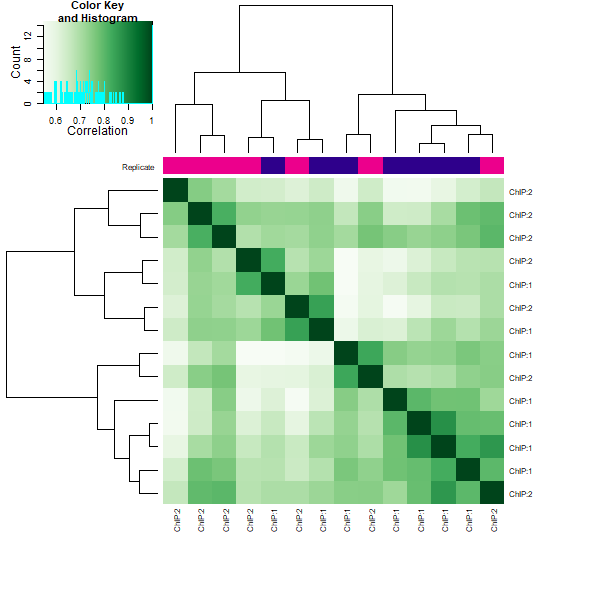 Color Key
and Histogram
Count
0
4
8
12
0.6
0.7
0.8
0.9
1
Correlation
Replicate
ChIP:2
ChIP:2
ChIP:2
ChIP:2
ChIP:1
ChIP:2
ChIP:1
ChIP:1
ChIP:2
ChIP:1
ChIP:1
ChIP:1
ChIP:1
ChIP:2
ChIP:2
ChIP:2
ChIP:2
ChIP:2
ChIP:1
ChIP:2
ChIP:1
ChIP:1
ChIP:2
ChIP:1
ChIP:1
ChIP:1
ChIP:1
ChIP:2